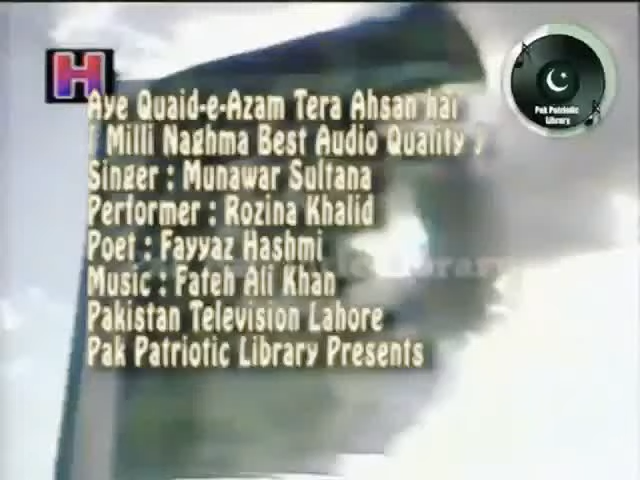 H
Pak Patriotic
Library
Aye Quaid-e-Azam Tera Ahsan hai
( Milli Naghma Best Audio Quality )
Singer : Munawar Sultana
Performer : Rozina Khalid
Poet : Fayyaz Hashmi
Music : Fateh Ali Khan
Pakistan Television Lahore
Pak Patriotic Library Presents